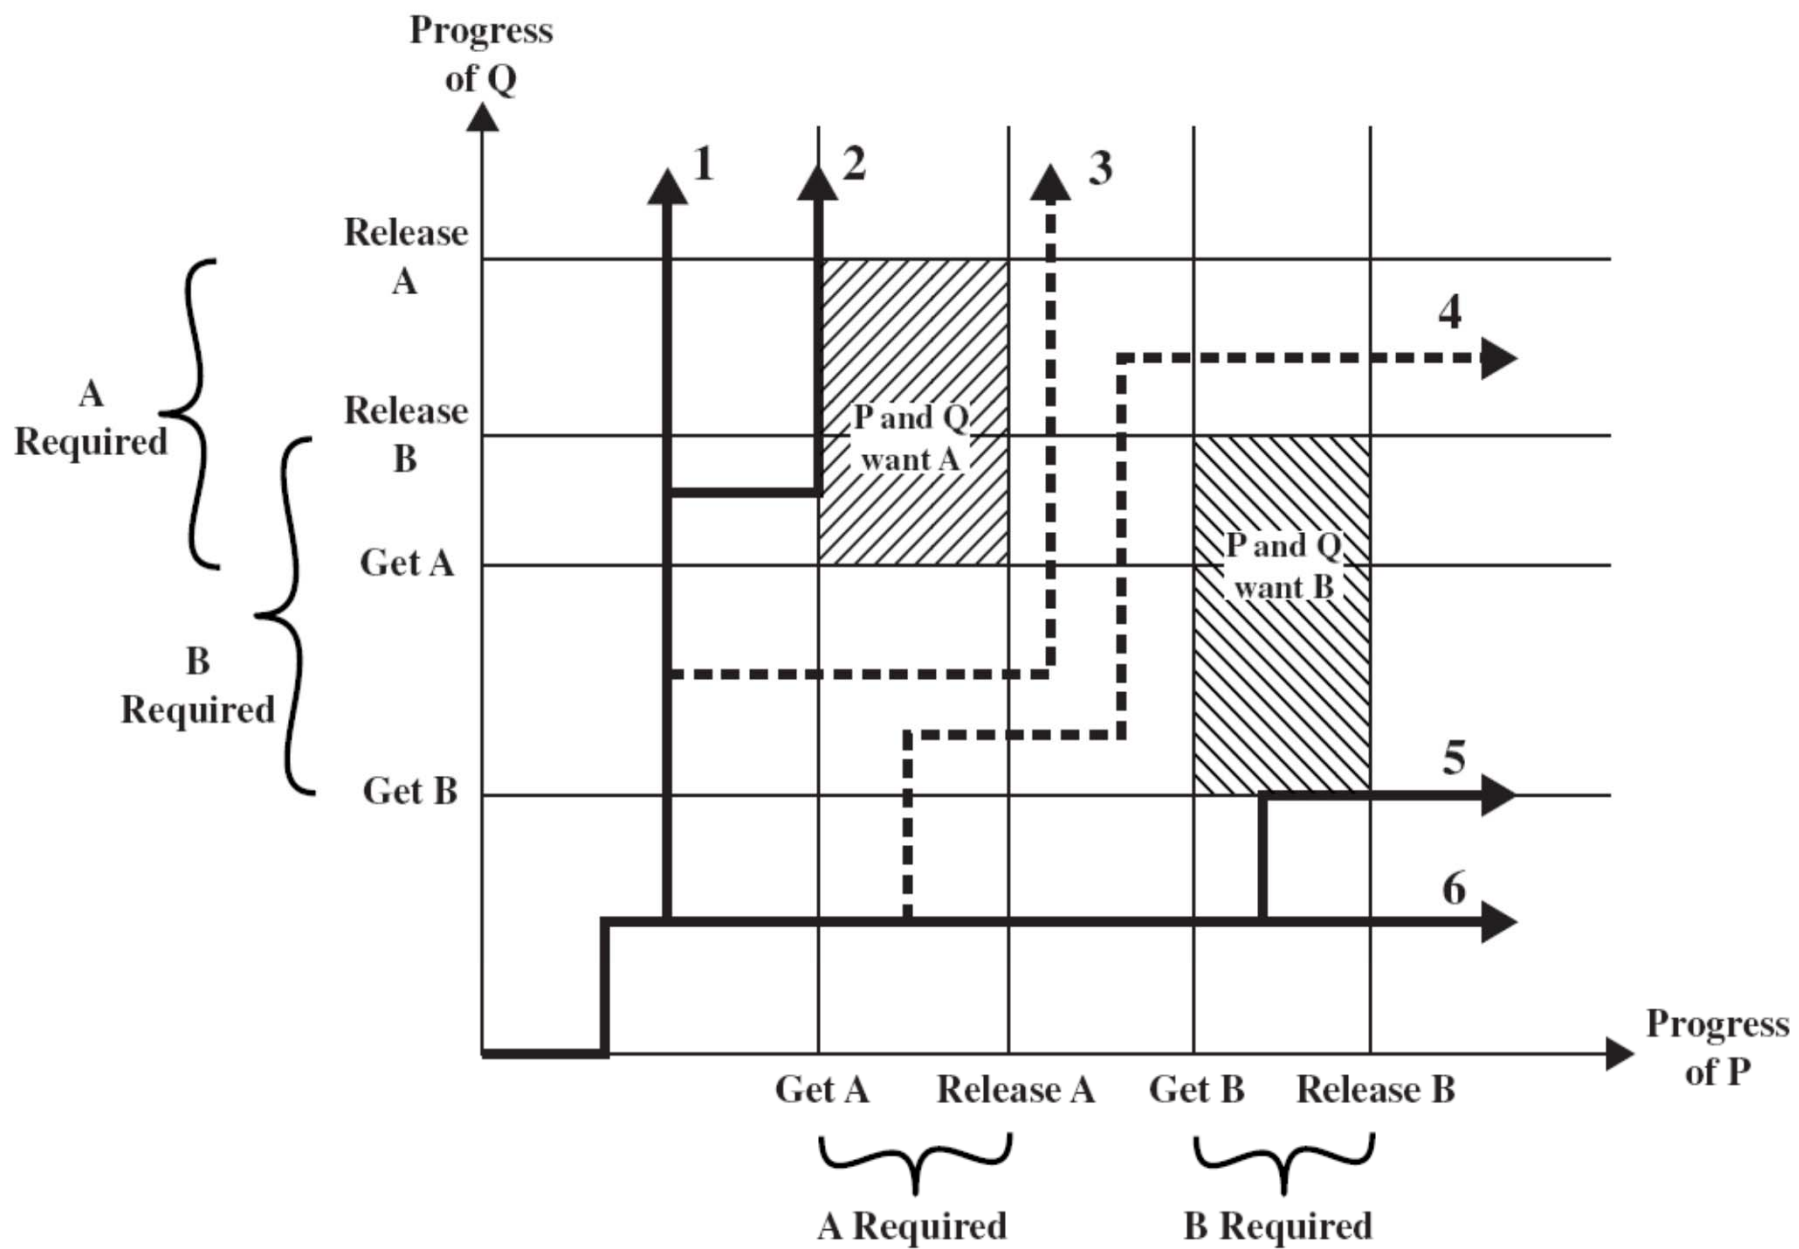 Progress
of Q
1
2
3
Release
A
4
A
Required
Release
B
P and Q
want A
P and Q
want B
Get A
B
Required
Get B
5
6
Progress
of P
Get A
Release A
Get B
Release B
A Required
B Required